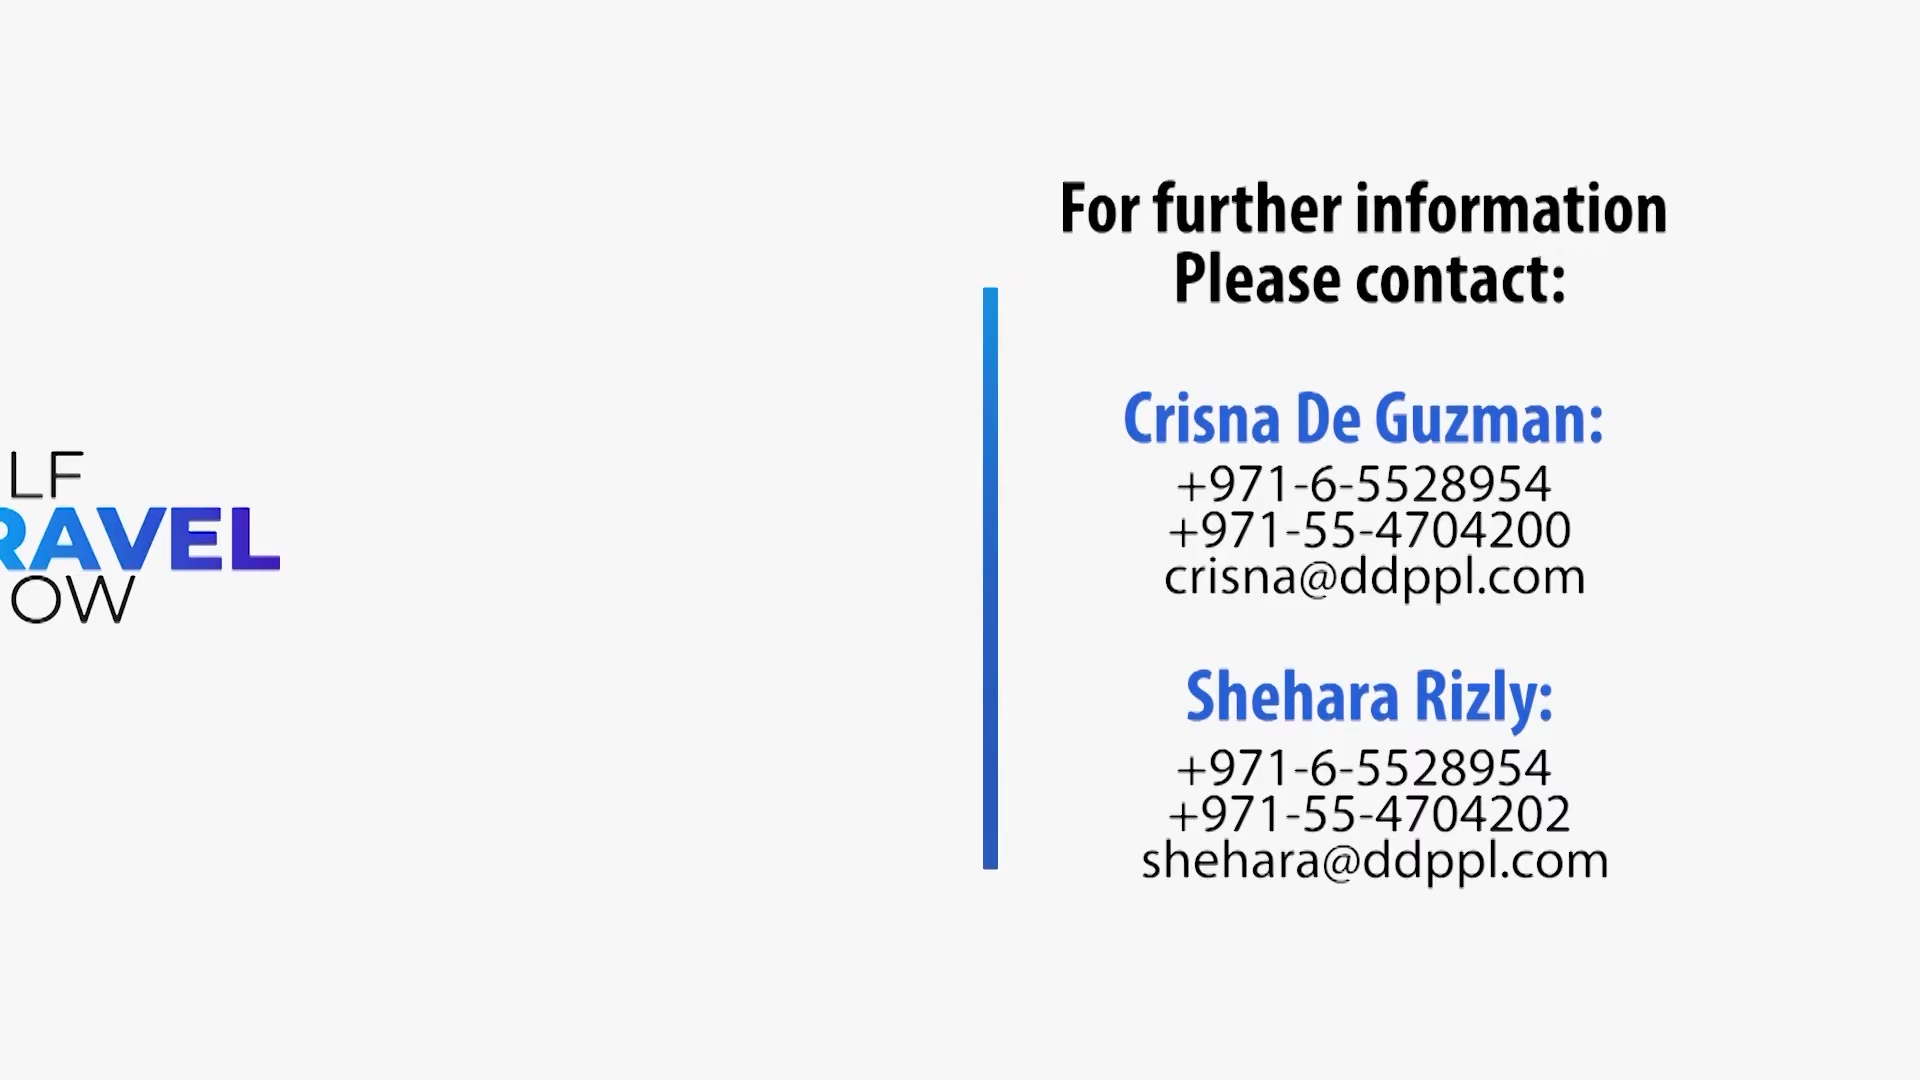 LF
RAVEL
OW
For further information
Please contact:
Crisna De Guzman:
+971-6-5528954
+971-55-4704200
crisna@ddppl.com
Shehara Rizly:
+971-6-5528954
+971-55-4704202
shehara@ddppl.com